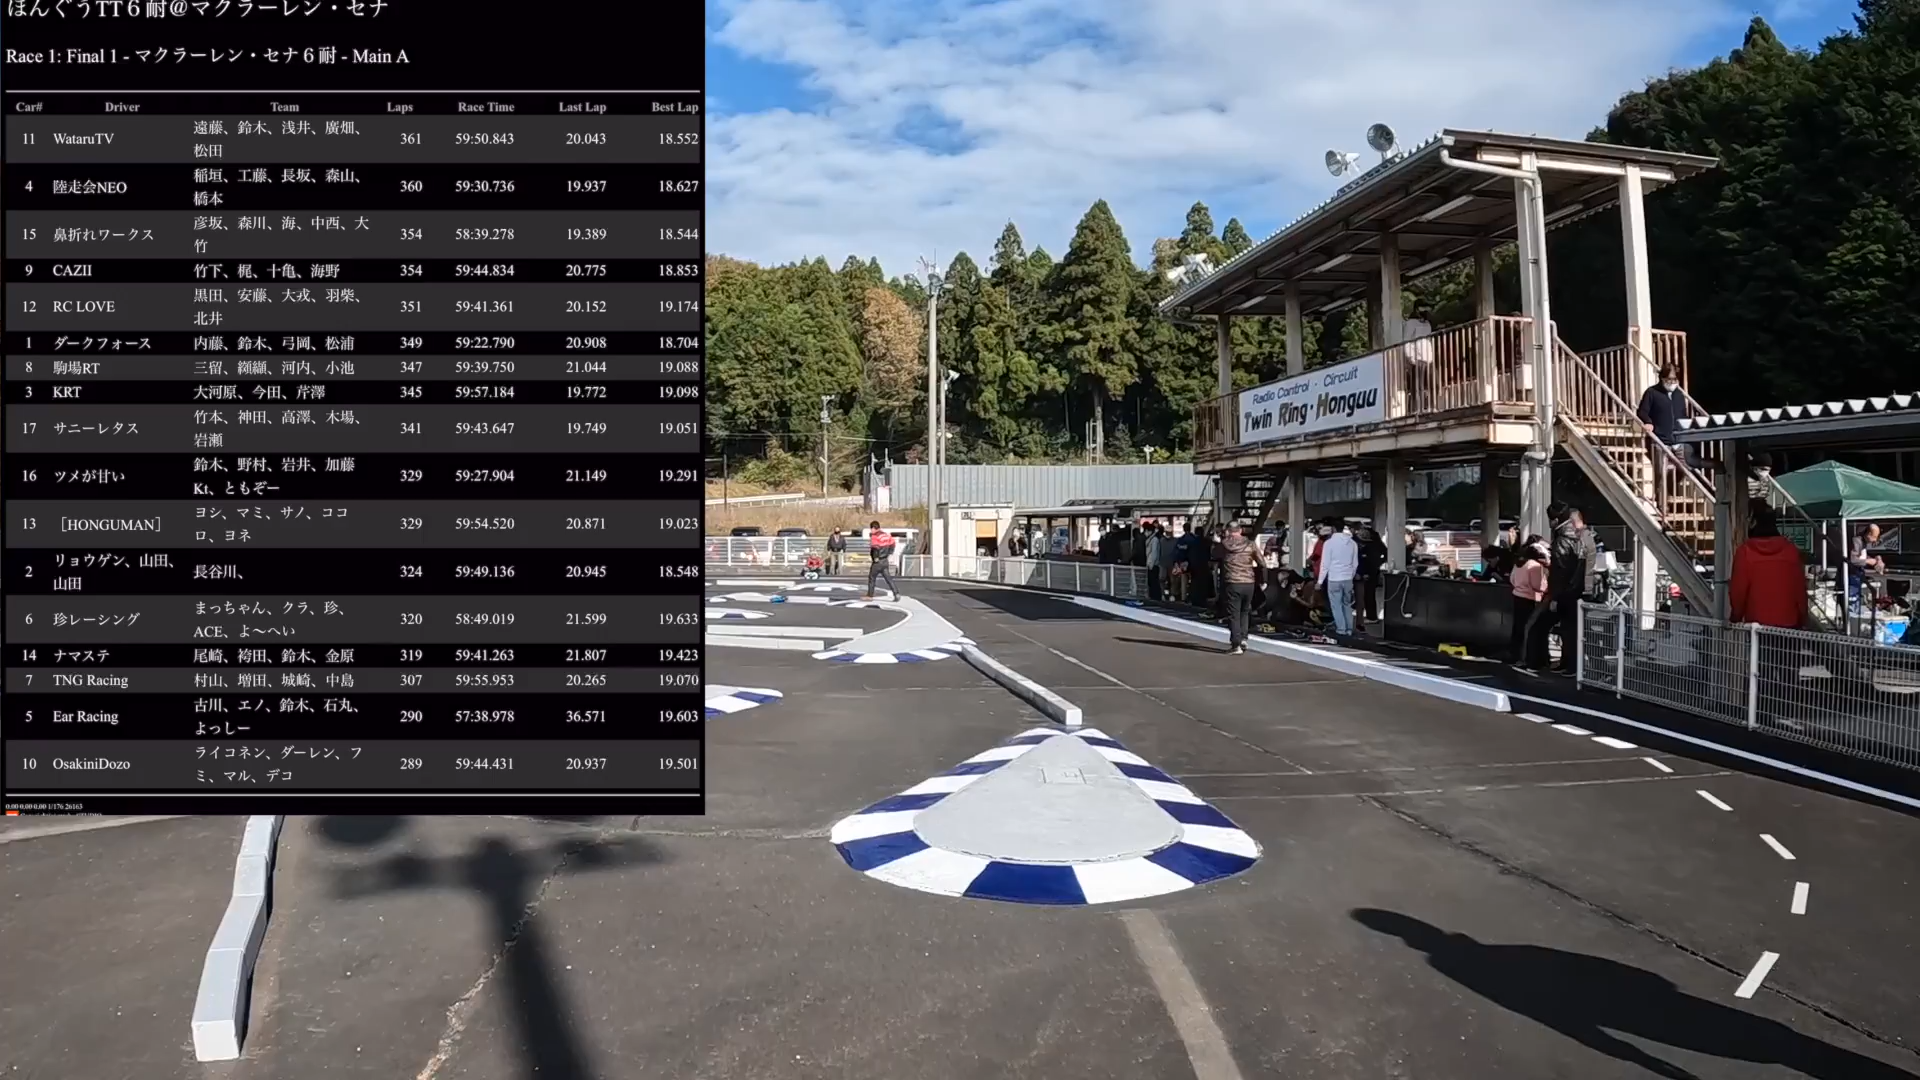 ほんぐうTT６耐＠マクラーレン・セナ
Race 1: Final 1 - マクラーレン・セナ６耐 - Main A
Car# Driver Team Laps Race Time Last Lap Best Lap
11 WataruTV 遠藤、鈴木、浅井、廣畑、松田 361 59:50.843 20.043 18.552
4 陸走会NEO 稲垣、工藤、長坂、森山、橋本 360 59:30.736 19.937 18.627
15 鼻折れワークス 彦坂、森川、海、中西、大竹 354 58:39.278 19.389 18.544
9 CAZII 竹下、梶、十亀、海野 354 59:44.834 20.775 18.853
12 RC LOVE 黒田、安藤、大戎、羽柴、北井 351 59:41.361 20.152 19.174
1 ダークフォース 内藤、鈴木、弓岡、松浦 349 59:22.790 20.908 18.704
8 駒場RT 三留、纐纈、河内、小池 347 59:39.750 21.044 19.088
3 KRT 大河原、今田、芹澤 345 59:57.184 19.772 19.098
17 サニーレタス 竹本、神田、高澤、木場、岩瀬 341 59:43.647 19.749 19.051
16 ツメが甘い 鈴木、野村、岩井、加藤Kt、ともぞー 329 59:27.904 21.149 19.291
13 ［HONGUMAN］ ヨシ、マミ、サノ、ココロ、ヨネ 329 59:54.520 20.871 19.023
2 リョウゲン、山田、山田 長谷川、 324 59:49.136 20.945 18.548
6 珍レーシング まっちゃん、クラ、珍、ACE、よ〜へい 320 58:49.019 21.599 19.633
14 ナマステ 尾崎、袴田、鈴木、金原 319 59:41.263 21.807 19.423
7 TNG Racing 村山、増田、城崎、中島 307 59:55.953 20.265 19.070
5 Ear Racing 古川、エノ、鈴木、石丸、よっしー 290 57:38.978 36.571 19.603
10 OsakiniDozo ライコネン、ダーレン、フミ、マル、デコ 289 59:44.431 20.937 19.501
Radio Control・Circuit
Twin Ring・Honguu